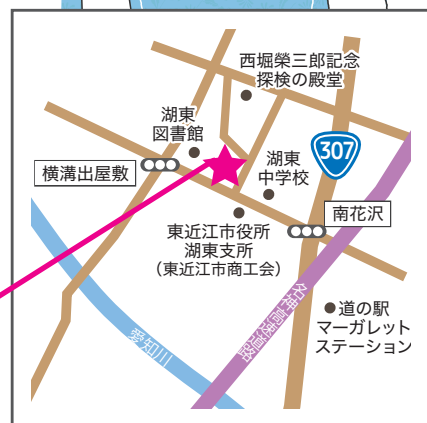 西堀榮三郎記念
探検の殿堂
湖東
図書館
307
横溝出屋敷
湖東
中学校
南花沢
東近江市役所
湖東支所
（東近江市商工会）
道の駅
マーガレット
ステーション
愛知川
名神高速道路